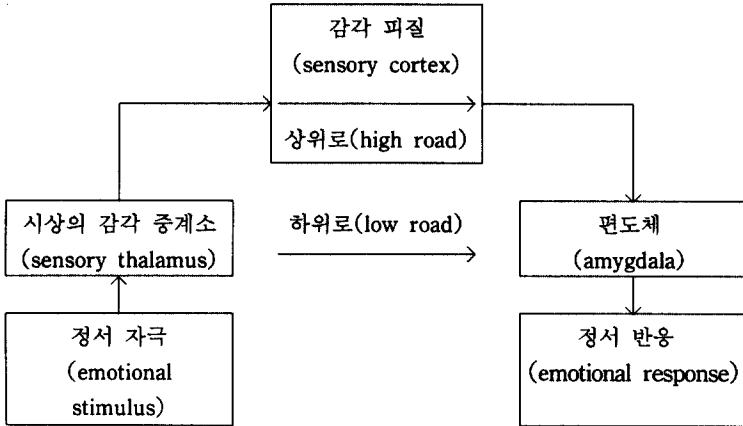 감각 피질
(sensory cortex)
상위로(high road)
시상의 감각 중계소
(sensory thalamus)
하위로(low road)
편도체
(amygdala)
정서 자극
(emotional
stimulus)
정서 반응
(emotional response)